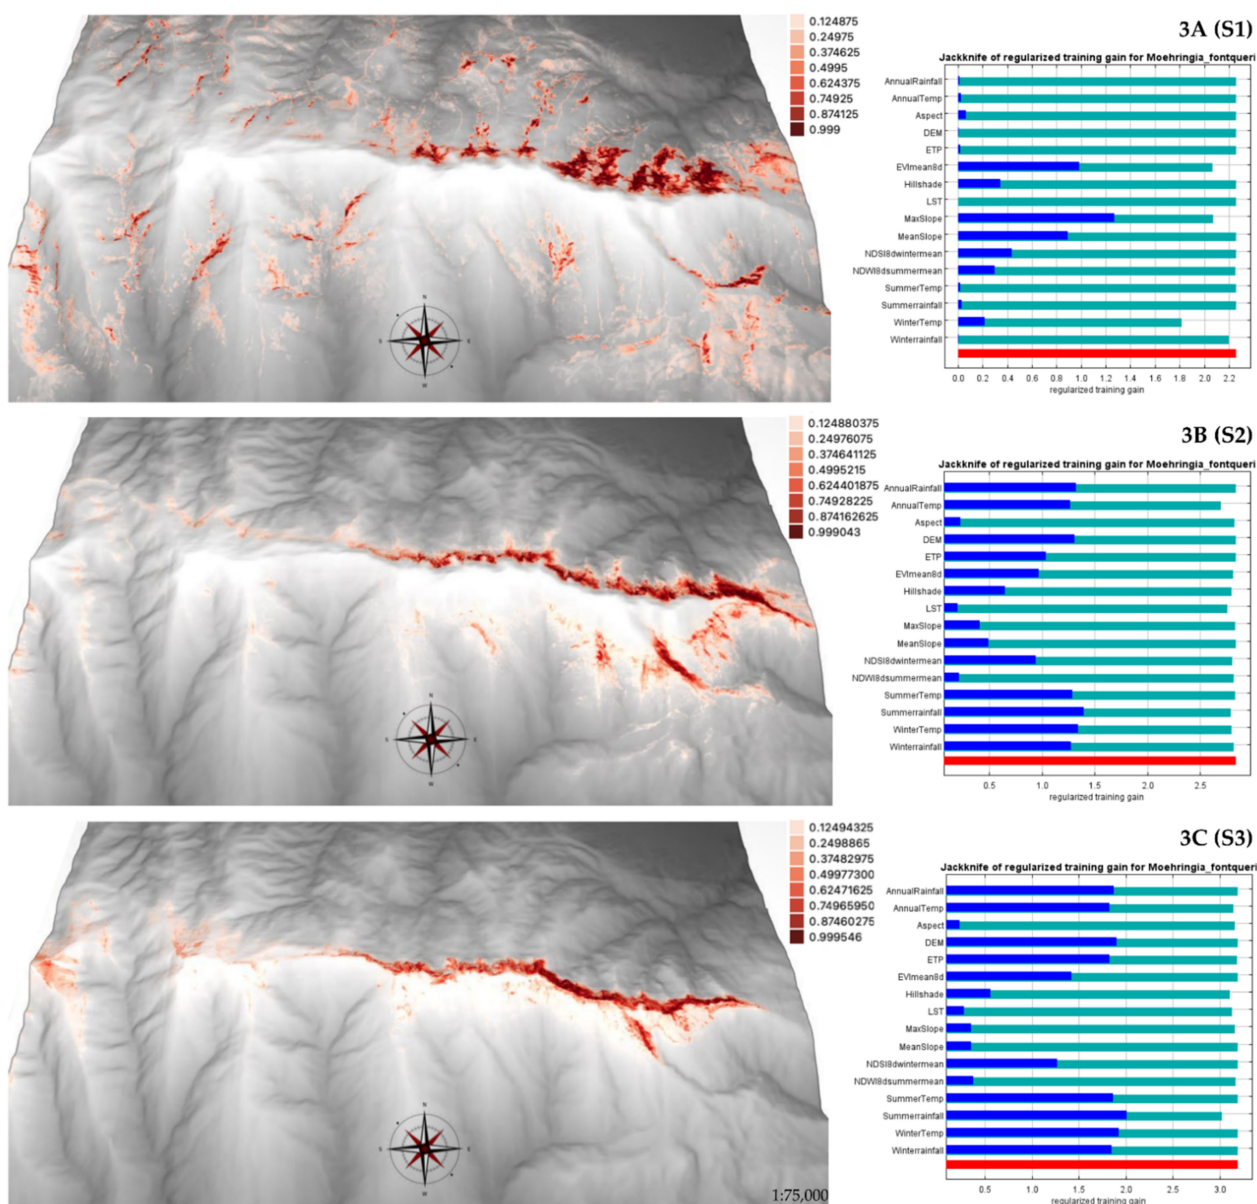 0.124875
0.24975
0.374625
0.4995
0.624375
0.74925
0.874125
0.999
N
S
E
W
3A (S1)
Jackknife of regularized training gain for Moehringia_fontqueri
AnnualRainfall
AnnualTemp
Aspect
DEM
ETP
EVImean8d
Hillshade
LST
MaxSlope
MeanSlope
NDSI8dwintermean
NDWI8dsummermean
SummerTemp
Summerrainfall
WinterTemp
Winterrainfall
0.0 0.2 0.4 0.6 0.8 1.0 1.2 1.4 1.6 1.8 2.0 2.2
regularized training gain
0.124880375
0.24976075
0.374641125
0.4995215
0.624401875
0.74928225
0.874162625
0.999043
N
S
E
W
3B (S2)
Jackknife of regularized training gain for Moehringia_fontqueri
AnnualRainfall
AnnualTemp
Aspect
DEM
ETP
EVImean8d
Hillshade
LST
MaxSlope
MeanSlope
NDSI8dwintermean
NDWI8dsummermean
SummerTemp
Summerrainfall
WinterTemp
Winterrainfall
0.5 1.0 1.5 2.0 2.5
regularized training gain
0.12494325
0.2498865
0.37482975
0.49977300
0.62471625
0.74965950
0.87460275
0.999546
N
S
E
W
1:75,000
3C (S3)
Jackknife of regularized training gain for Moehringia_fontqueri
AnnualRainfall
AnnualTemp
Aspect
DEM
ETP
EVImean8d
Hillshade
LST
MaxSlope
MeanSlope
NDSI8dwintermean
NDWI8dsummermean
SummerTemp
Summerrainfall
WinterTemp
Winterrainfall
0.5 1.0 1.5 2.0 2.5 3.0
regularized training gain